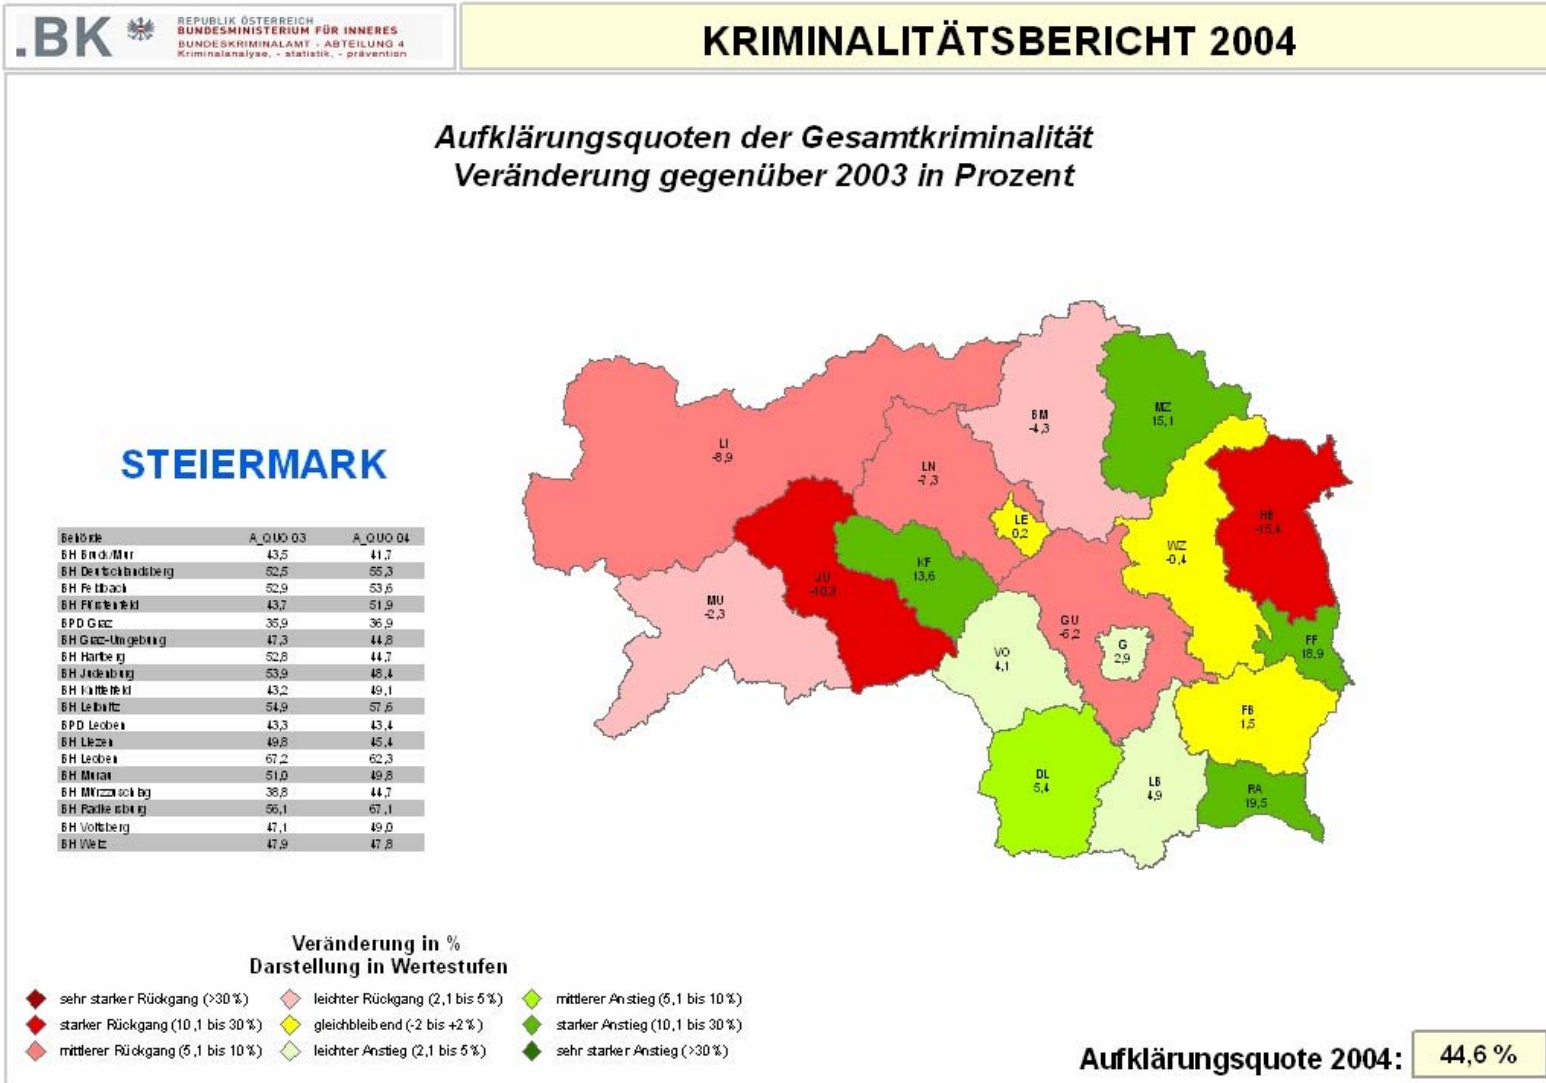 .BK
REPUBLIK ÖSTERREICH
BUNDESMINISTERIUM FÜR INNERES
BUNDESKRIMINALAMT - ABTEILUNG 4
Kriminalanalyse, - statistik, - prävention
KRIMINALITÄTSBERICHT 2004
Aufklärungsquoten der Gesamtkriminalität
Veränderung gegenüber 2003 in Prozent
STEIERMARK
Behörde A_QUO 03 A_QUO 04
BH Bruck/Mur 43,5 41,7
BH Deutschlandsberg 52,5 55,3
BH Feldbach 52,9 53,6
BH Fürstenfeld 43,7 51,9
BPD Graz 35,9 36,9
BH Graz-Umgebung 47,3 44,8
BH Hartberg 52,8 44,7
BH Judenburg 53,9 48,4
BH Knittelfeld 43,2 49,1
BH Leibnitz 54,9 57,6
BPD Leoben 43,3 43,4
BH Liezen 49,8 45,4
BH Leoben 67,2 62,3
BH Murau 51,0 49,8
BH Mürzzuschlag 38,8 44,7
BH Radkersburg 56,1 67,1
BH Voitsberg 47,1 49,0
BH Weiz 47,9 47,8
BM
-4,3
MZ
15,1
LI
-8,9
LN
-7,3
LE
0,2
HB
-15,4
WZ
-0,4
KF
13,6
JU
MU
-2,3
GU
-5,2
G
2,9
VO
4,1
FF
18,9
FB
1,5
DL
5,4
LB
4,9
RA
19,5
Veränderung in %
Darstellung in Wertestufen
sehr starker Rückgang (>30%) leichter Rückgang (2,1 bis 5%) mittlerer Anstieg (5,1 bis 10%)
starker Rückgang (10,1 bis 30%) gleichbleibend (-2 bis +2%) starker Anstieg (10,1 bis 30%)
mittlerer Rückgang (5,1 bis 10%) leichter Anstieg (2,1 bis 5%) sehr starker Anstieg (>30%)
Aufklärungsquote 2004: 44,6 %